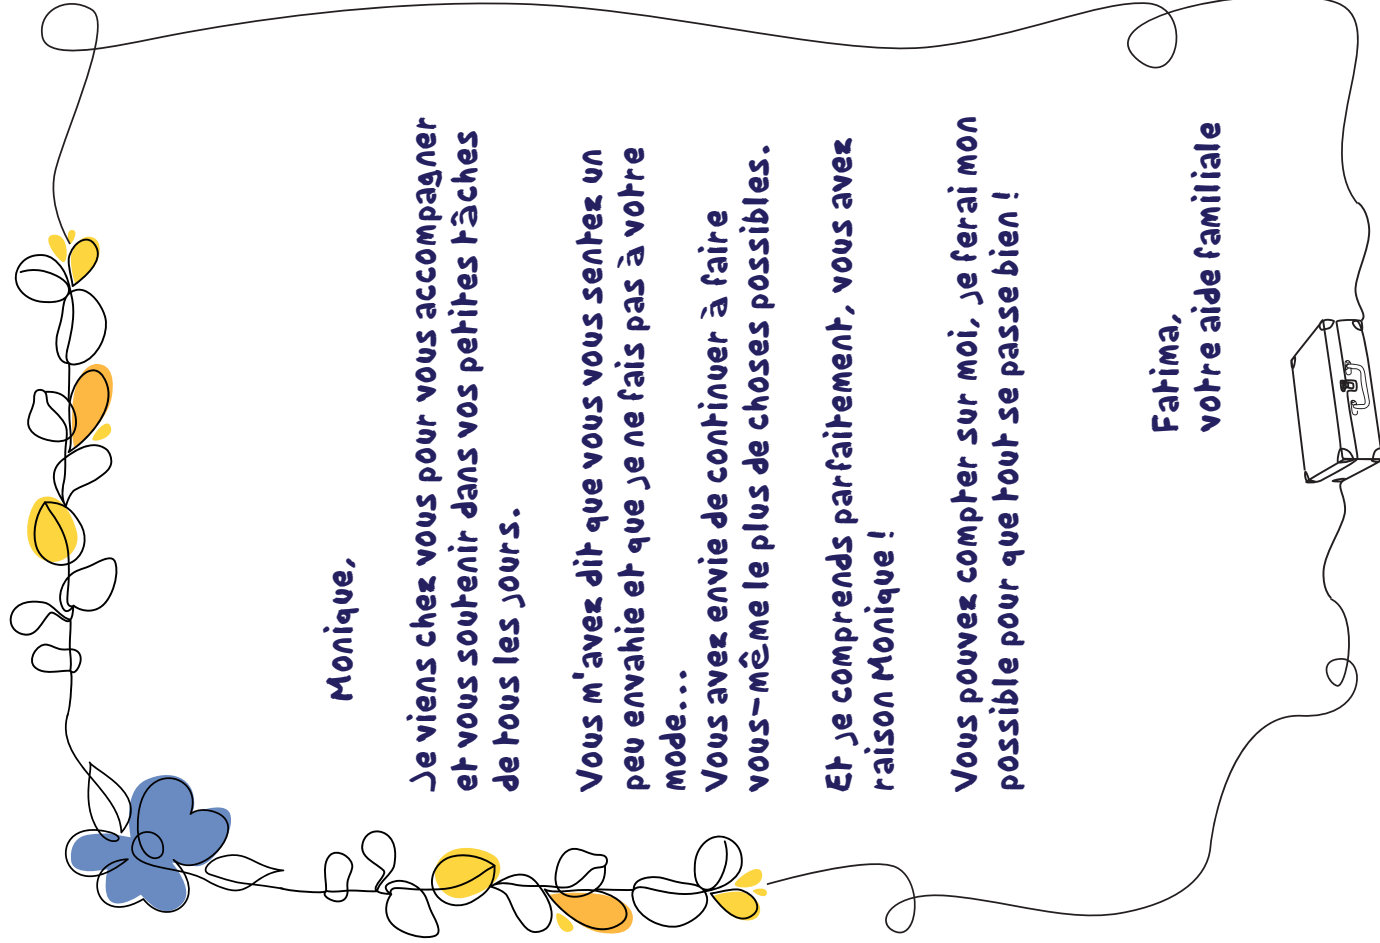 Monique,
Je viens chez vous pour vous accompagner
et vous soutenir dans vos petites tâches
de tous les jours.
Vous m'avez dit que vous vous sentez un
peu envahie et que je ne fais pas à votre
mode...
Vous avez envie de continuer à faire
vous-même le plus de choses possibles.
Et je comprends parfaitement, vous avez
raison Monique !
Vous pouvez compter sur moi, je ferai mon
possible pour que tout se passe bien !
Fatima,
votre aide familiale